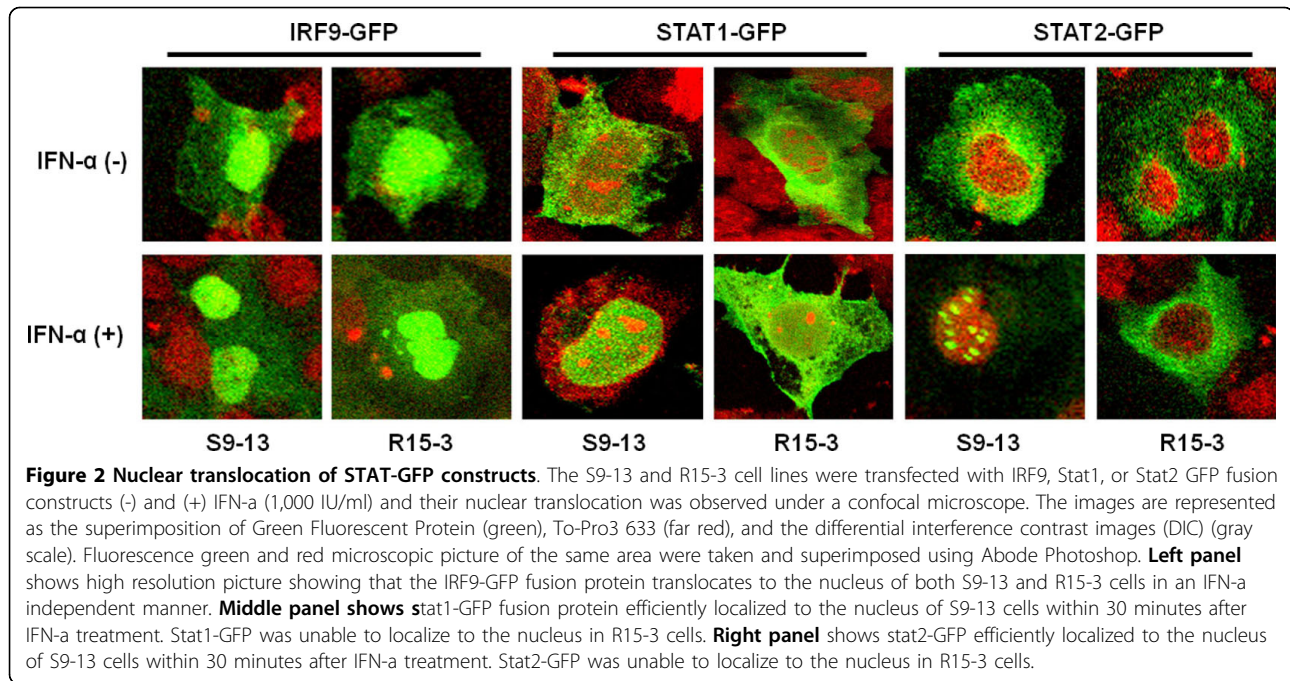 IRF9-GFP STAT1-GFP STAT2-GFP
IFN-α (-)
IFN-α (+)
S9-13 R15-3 S9-13 R15-3 S9-13 R15-3
Figure 2 Nuclear translocation of STAT-GFP constructs. The S9-13 and R15-3 cell lines were transfected with IRF9, Stat1, or Stat2 GFP fusion
constructs (-) and (+) IFN-a (1,000 IU/ml) and their nuclear translocation was observed under a confocal microscope. The images are represented
as the superimposition of Green Fluorescent Protein (green), To-Pro3 633 (far red), and the differential interference contrast images (DIC) (gray
scale). Fluorescence green and red microscopic picture of the same area were taken and superimposed using Abode Photoshop. Left panel
shows high resolution picture showing that the IRF9-GFP fusion protein translocates to the nucleus of both S9-13 and R15-3 cells in an IFN-a
independent manner. Middle panel shows stat1-GFP fusion protein efficiently localized to the nucleus of S9-13 cells within 30 minutes after
IFN-a treatment. Stat1-GFP was unable to localize to the nucleus in R15-3 cells. Right panel shows stat2-GFP efficiently localized to the nucleus
of S9-13 cells within 30 minutes after IFN-a treatment. Stat2-GFP was unable to localize to the nucleus in R15-3 cells.